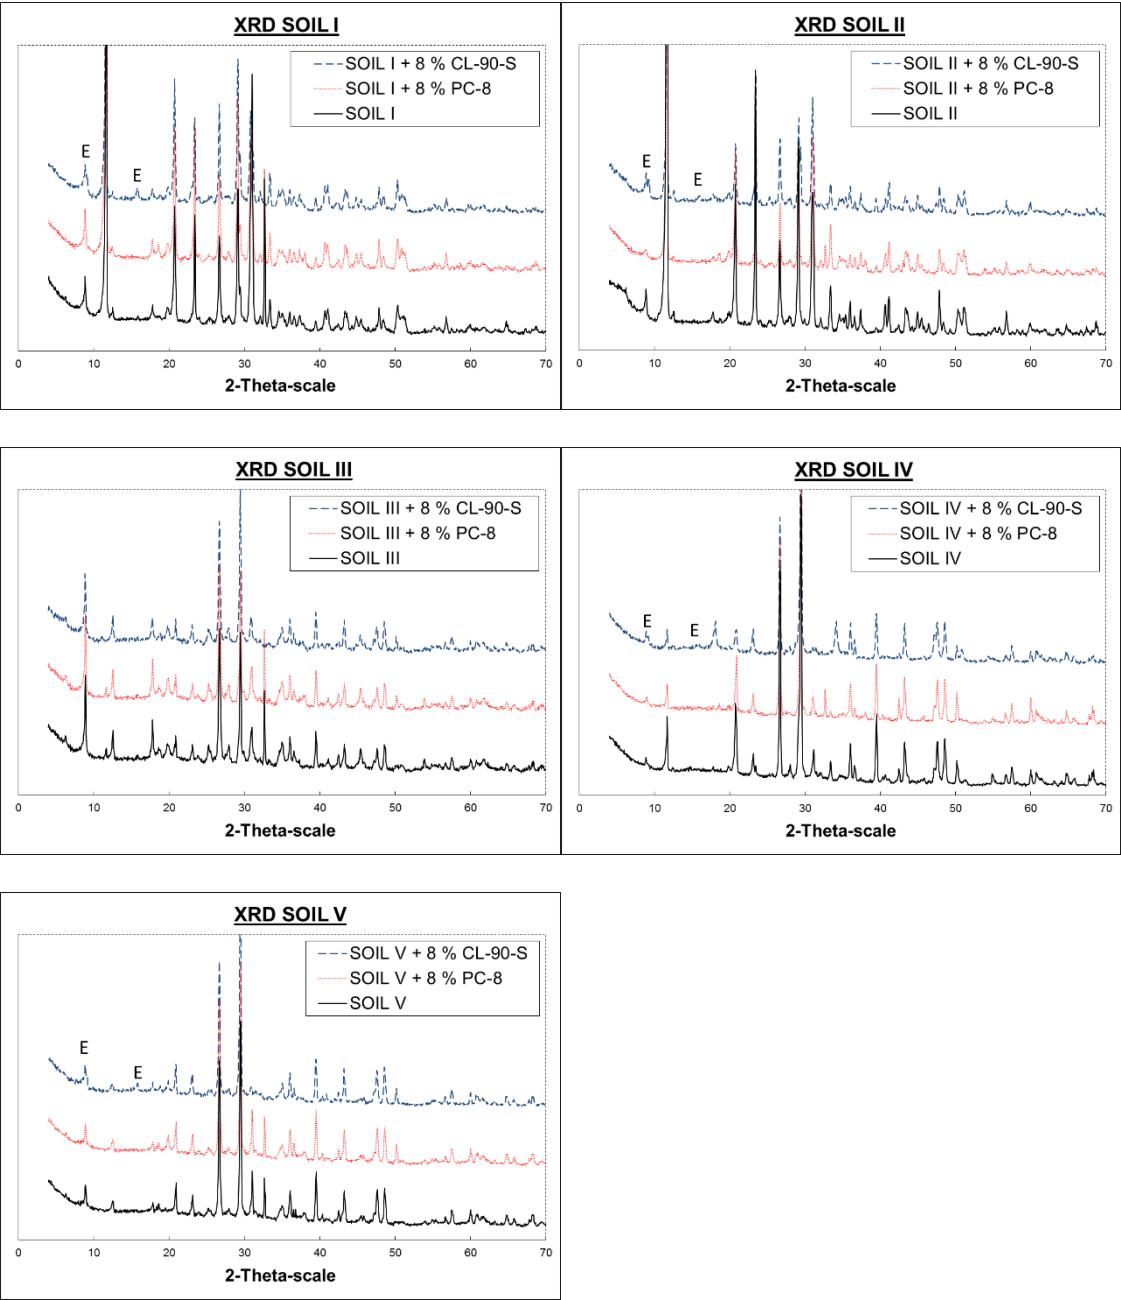 XRD SOIL I
SOIL I + 8 % CL-90-S
SOIL I + 8 % PC-8
SOIL I
E
E
0 10 20 30 40 50 60 70
2-Theta-scale
XRD SOIL II
SOIL II + 8 % CL-90-S
SOIL II + 8 % PC-8
SOIL II
E
E
0 10 20 30 40 50 60 70
2-Theta-scale
XRD SOIL III
SOIL III + 8 % CL-90-S
SOIL III + 8 % PC-8
SOIL III
0 10 20 30 40 50 60 70
2-Theta-scale
XRD SOIL IV
SOIL IV + 8 % CL-90-S
SOIL IV + 8 % PC-8
SOIL IV
E
E
0 10 20 30 40 50 60 70
2-Theta-scale
XRD SOIL V
SOIL V + 8 % CL-90-S
SOIL V + 8 % PC-8
SOIL V
E
E
0 10 20 30 40 50 60 70
2-Theta-scale